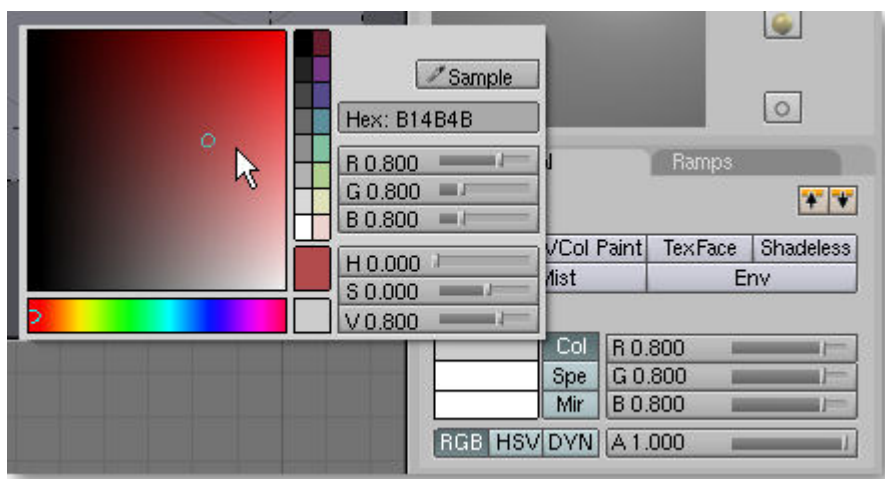 Sample
Hex: B14B4B
R 0.800
G 0.800
B 0.800
H 0.000
S 0.000
V 0.800
Ramps
VCol Paint TexFace Shadeless
Env
Col R 0.800
Spe G 0.800
Mir B 0.800
RGB HSV DYN A 1.000